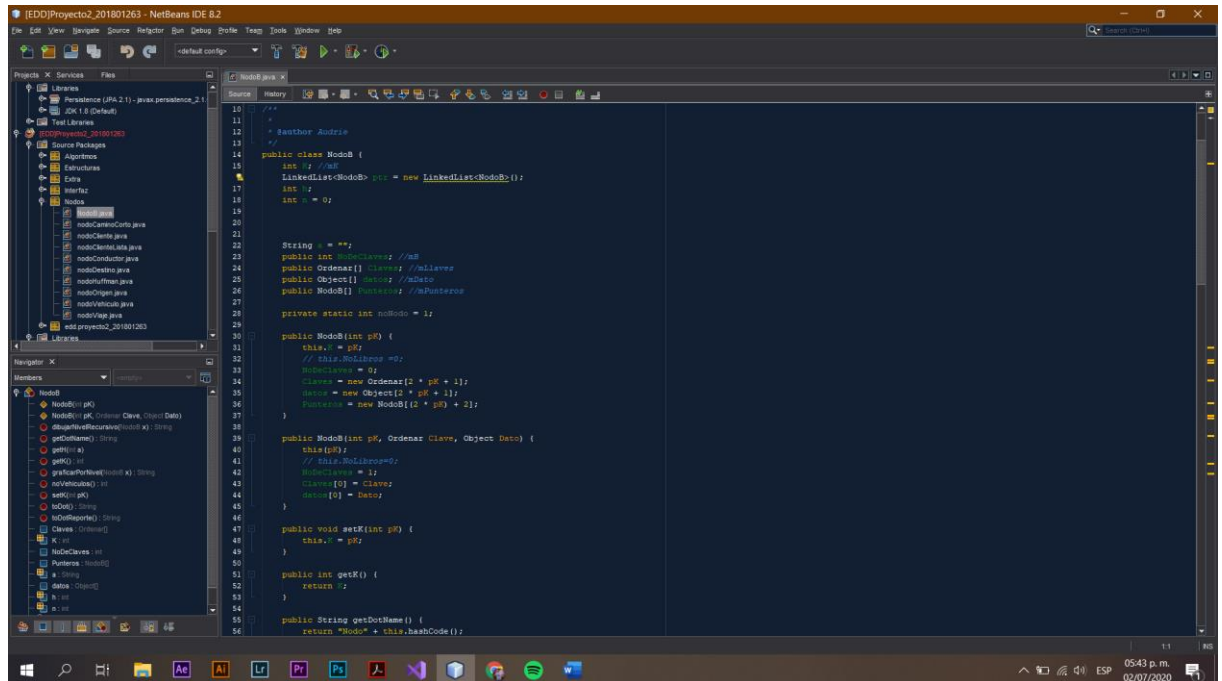 [EDD]Proyecto2_201801263 - NetBeans IDE 8.2
File Edit View Navigate Source Refactor Run Debug Profile Team Tools Window Help
Search (Ctrl+I)
<default config>
Projects Services Files
NodoB.java
Source History
Libraries
Persistence (JPA 2.1) - javax.persistence_2.1.
JDK 1.8 (Default)
Test Libraries
[EDD]Proyecto2_201801263
Source Packages
Algoritmos
Estructuras
Extra
Interfaz
Nodos
NodoB.java
nodoCaminoCorto.java
nodoCliente.java
nodoClienteLista.java
nodoConductor.java
nodoDestino.java
nodoHuffman.java
nodoOrigen.java
nodoVehiculo.java
nodoViaje.java
edd.proyecto2_201801263
Libraries
Navigator
Members <empty>
NodoB
NodoB(int pK)
NodoB(int pK, Ordenar Clave, Object Dato)
dibujarNivelRecursivo(NodoB x) : String
getDotName() : String
getH(int a)
getK() : int
graficarPorNivel(NodoB x) : String
noVehiculos() : int
setK(int pK)
toDot() : String
toDotReporte() : String
Claves : Ordenar[]
K : int
NoDeClaves : int
Punteros : NodoB[]
a : String
datos : Object[]
h : int
n : int
10 /**
11 *
12 * @author Audrie
13 */
14 public class NodoB {
15 int K; //mK
LinkedList<NodoB> ptr = new LinkedList<NodoB>();
17 int h;
18 int n = 0;
19
20
21
22 String a = "";
23 public int NoDeClaves; //mB
24 public Ordenar[] Claves; //mLlaves
25 public Object[] datos; //mDato
26 public NodoB[] Punteros; //mPunteros
27
28 private static int noNodo = 1;
29
30 public NodoB(int pK) {
31 this.K = pK;
32 // this.NoLibros =0;
33 NoDeClaves = 0;
34 Claves = new Ordenar[2 * pK + 1];
35 datos = new Object[2 * pK + 1];
36 Punteros = new NodoB[(2 * pK) + 2];
37 }
38
39 public NodoB(int pK, Ordenar Clave, Object Dato) {
40 this(pK);
41 // this.NoLibros=0;
42 NoDeClaves = 1;
43 Claves[0] = Clave;
44 datos[0] = Dato;
45 }
46
47 public void setK(int pK) {
48 this.K = pK;
49 }
50
51 public int getK() {
52 return K;
53 }
54
55 public String getDotName() {
56 return "Nodo" + this.hashCode();
1:1 INS
Ae Ai Lr Pr Ps
ESP
05:43 p. m.
02/07/2020